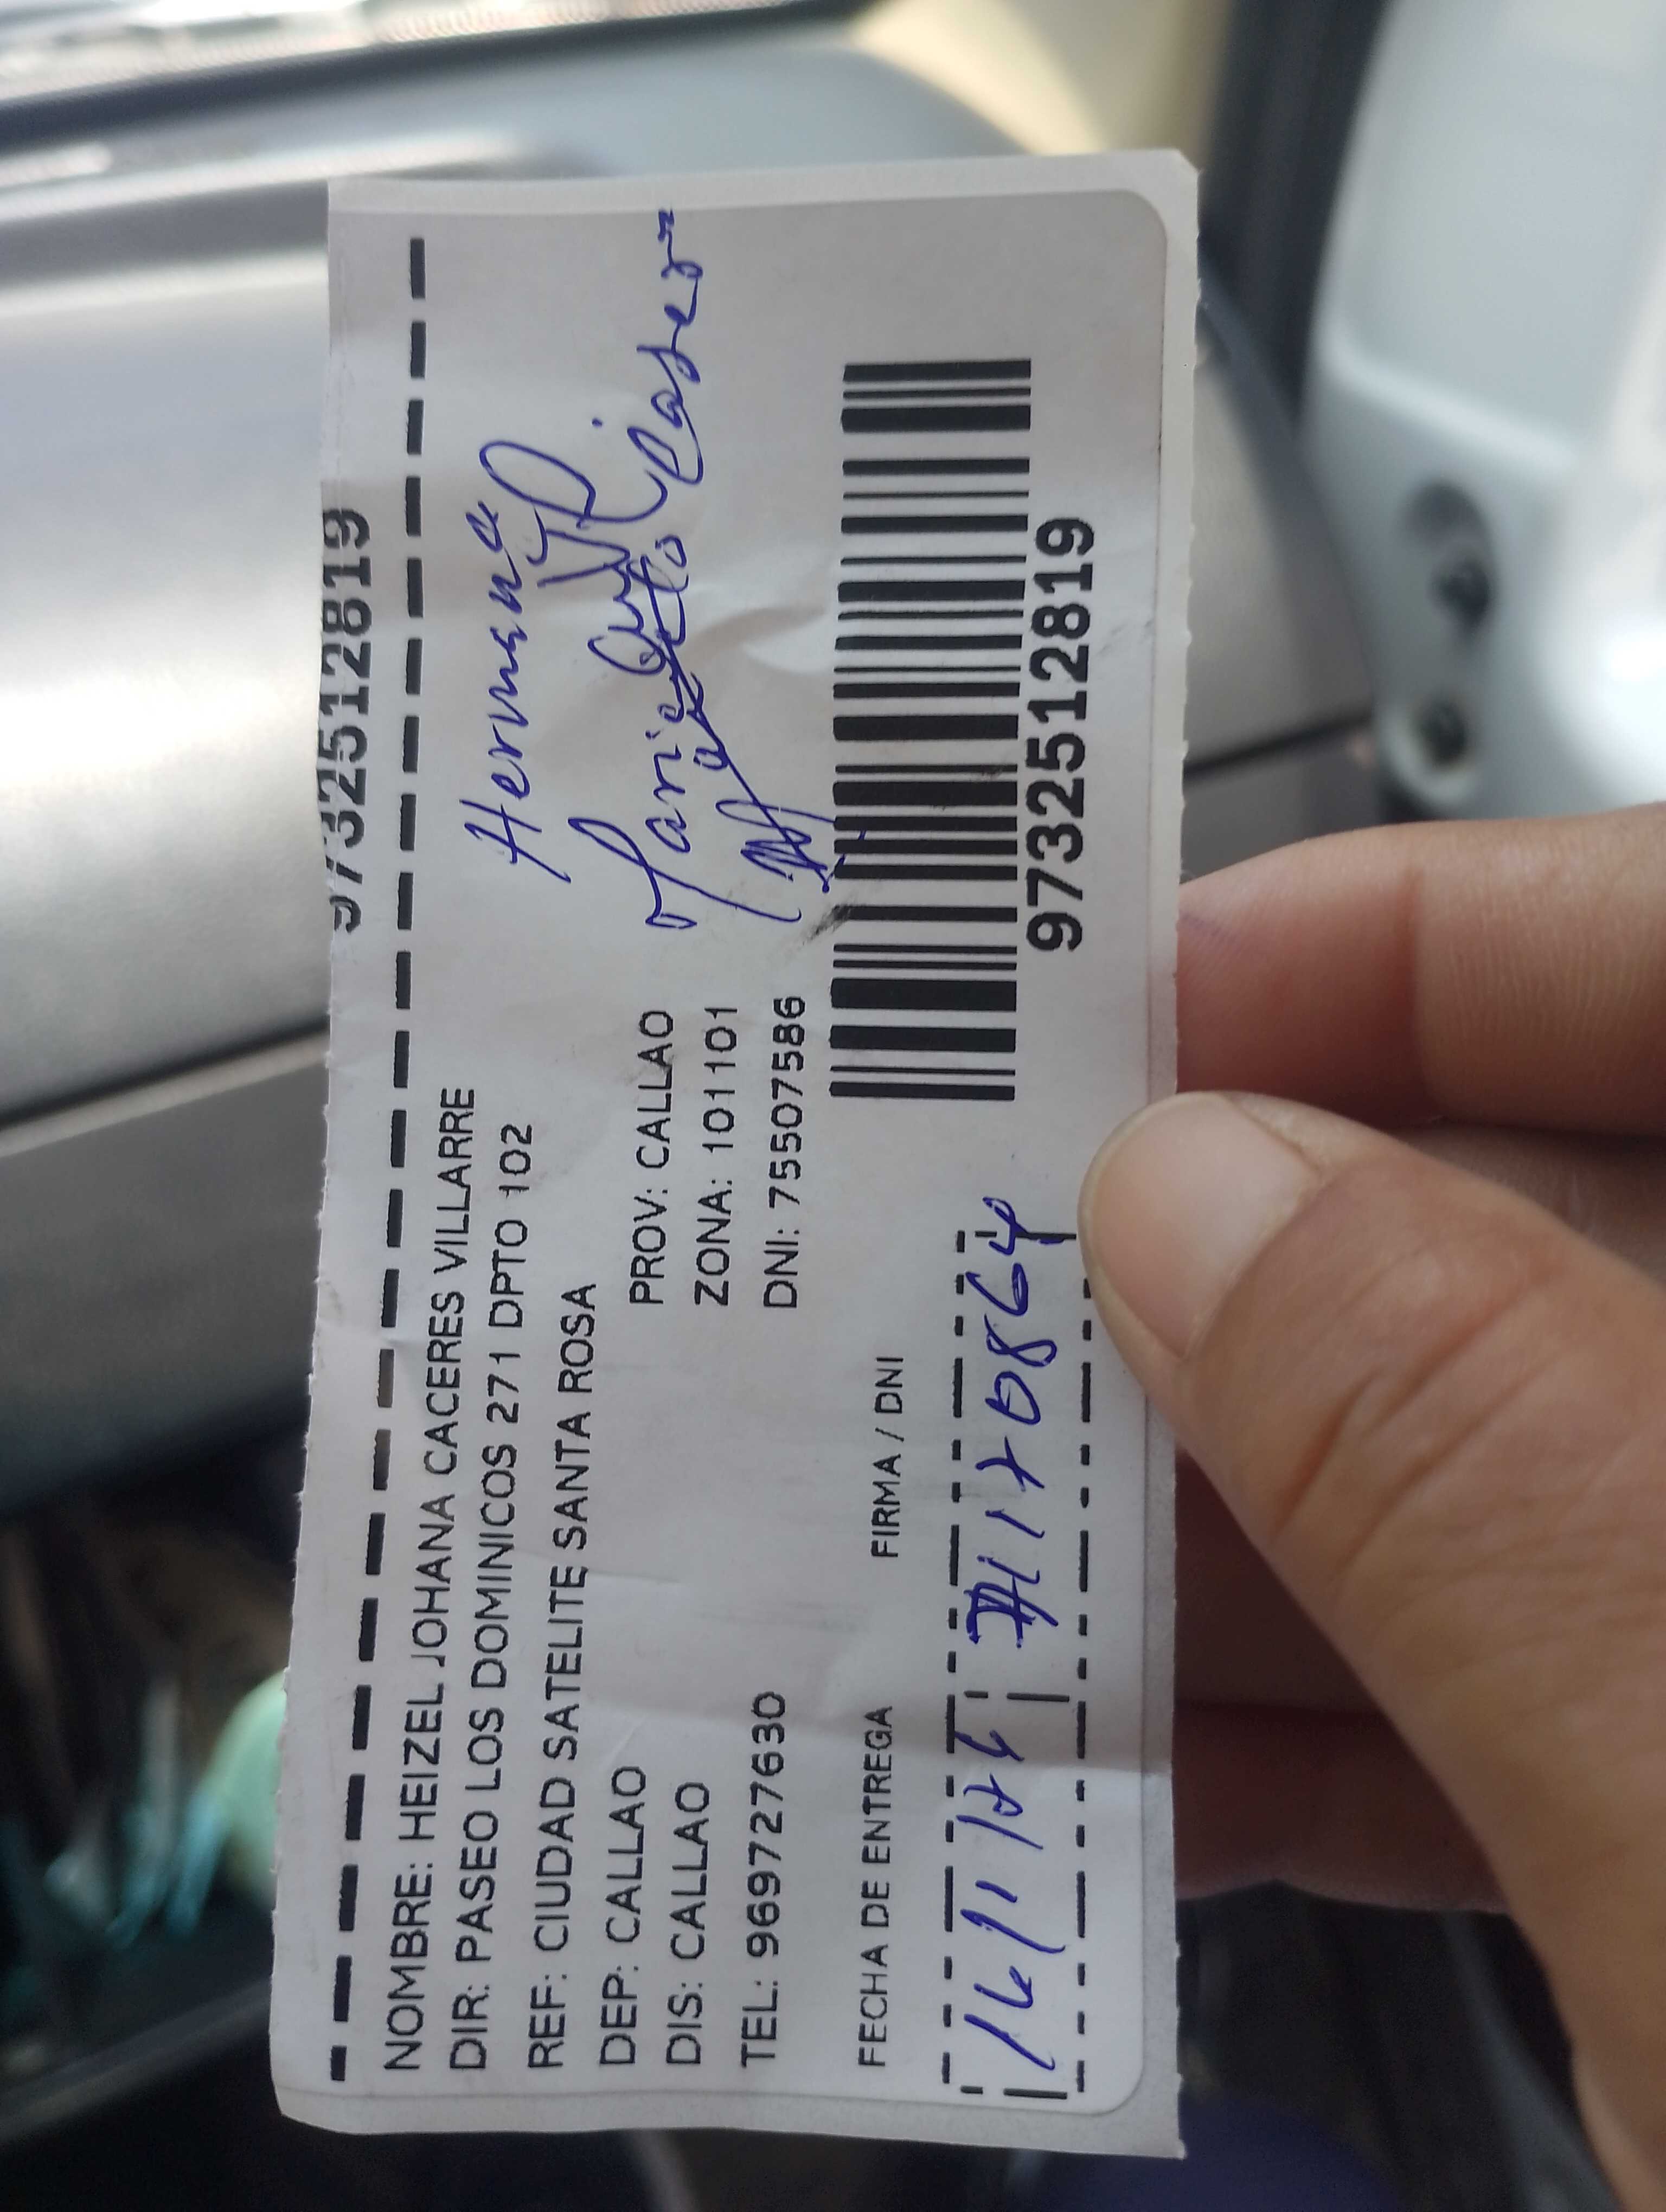 9732512819
NOMBRE: HEIZEL JOHANA CACERES VILLARRE
DIR: PASEO LOS DOMINICOS 271 DPTO 102
REF: CIUDAD SATELITE SANTA ROSA
DEP: CALLAO PROV: CALLAO
DIS: CALLAO ZONA: 101101
TEL: 969727630 DNI: 75507586
Hermana
FECHA DE ENTREGA FIRMA / DNI
9732512819